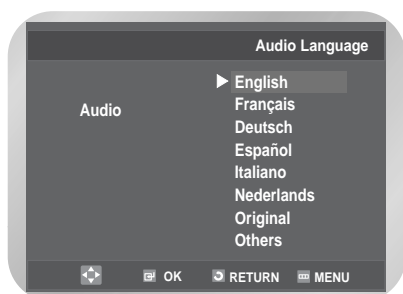 Audio Language
English
Audio
Français
Deutsch
Español
Italiano
Nederlands
Original
Others
OK RETURN MENU